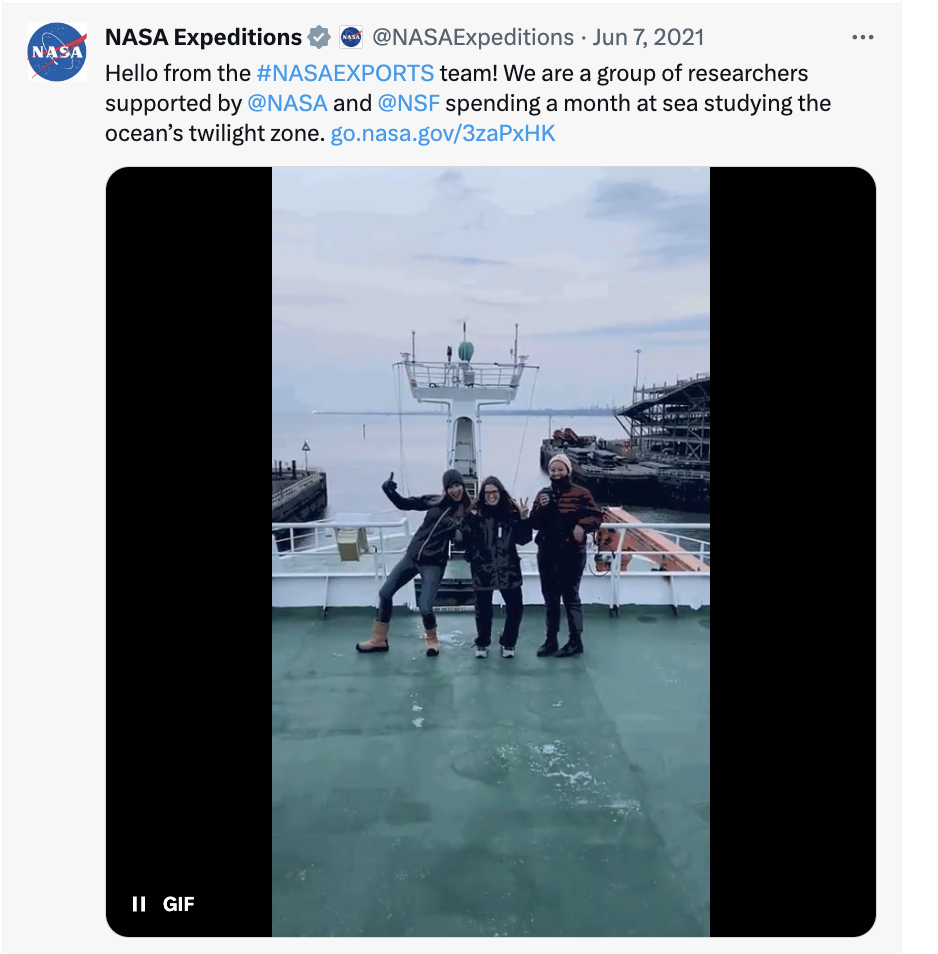 NASA
NASA Expeditions NASA @NASAExpeditions · Jun 7, 2021
Hello from the #NASAEXPORTS team! We are a group of researchers
supported by @NASA and @NSF spending a month at sea studying the
ocean’s twilight zone. go.nasa.gov/3zaPxHK
GIF